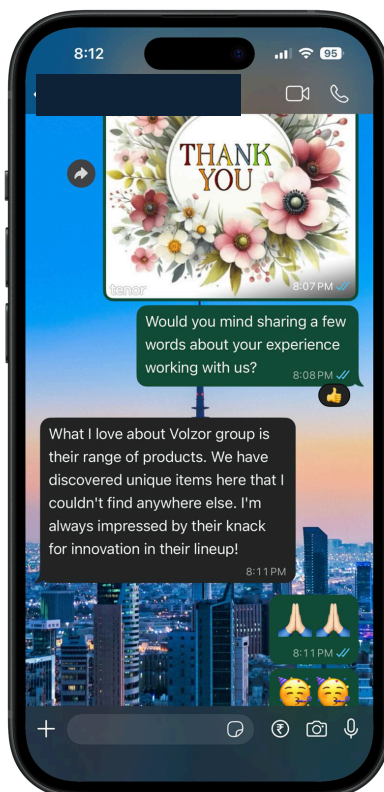 8:12
95
THANK
YOU
tenor
8:07 PM
Would you mind sharing a few
words about your experience
working with us?
8:08 PM
What I love about Volzor group is
their range of products. We have
discovered unique items here that I
couldn't find anywhere else. I'm
always impressed by their knack
for innovation in their lineup!
8:11 PM
8:11 PM
₹